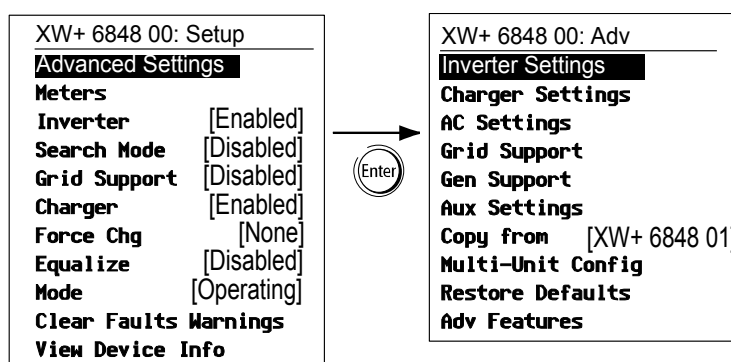 XW+ 6848 00: Setup
Advanced Settings
Meters
Inverter [Enabled]
Search Mode [Disabled]
Grid Support [Disabled]
Charger [Enabled]
Force Chg [None]
Equalize [Disabled]
Mode [Operating]
Clear Faults Warnings
View Device Info
Enter
XW+ 6848 00: Adv
Inverter Settings
Charger Settings
AC Settings
Grid Support
Gen Support
Aux Settings
Copy from [XW+ 6848 01]
Multi-Unit Config
Restore Defaults
Adv Features